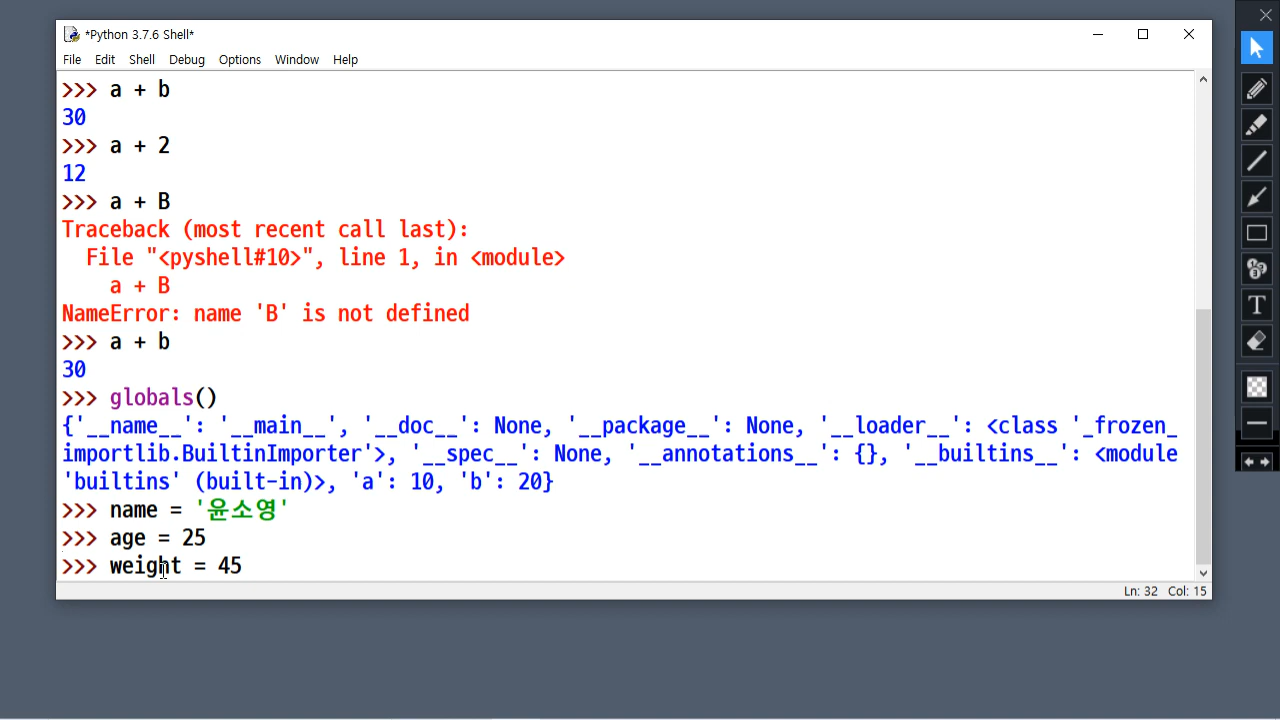 *Python 3.7.6 Shell*
File Edit Shell Debug Options Window Help
>>> a + b
30
>>> a + 2
12
>>> a + B
Traceback (most recent call last):
  File "<pyshell#10>", line 1, in <module>
    a + B
NameError: name 'B' is not defined
>>> a + b
30
>>> globals()
{'__name__': '__main__', '__doc__': None, '__package__': None, '__loader__': <class '_frozen_
importlib.BuiltinImporter'>, '__spec__': None, '__annotations__': {}, '__builtins__': <module
'builtins' (built-in)>, 'a': 10, 'b': 20}
>>> name = '윤소영'
>>> age = 25
>>> weight = 45
Ln: 32 Col: 15
T